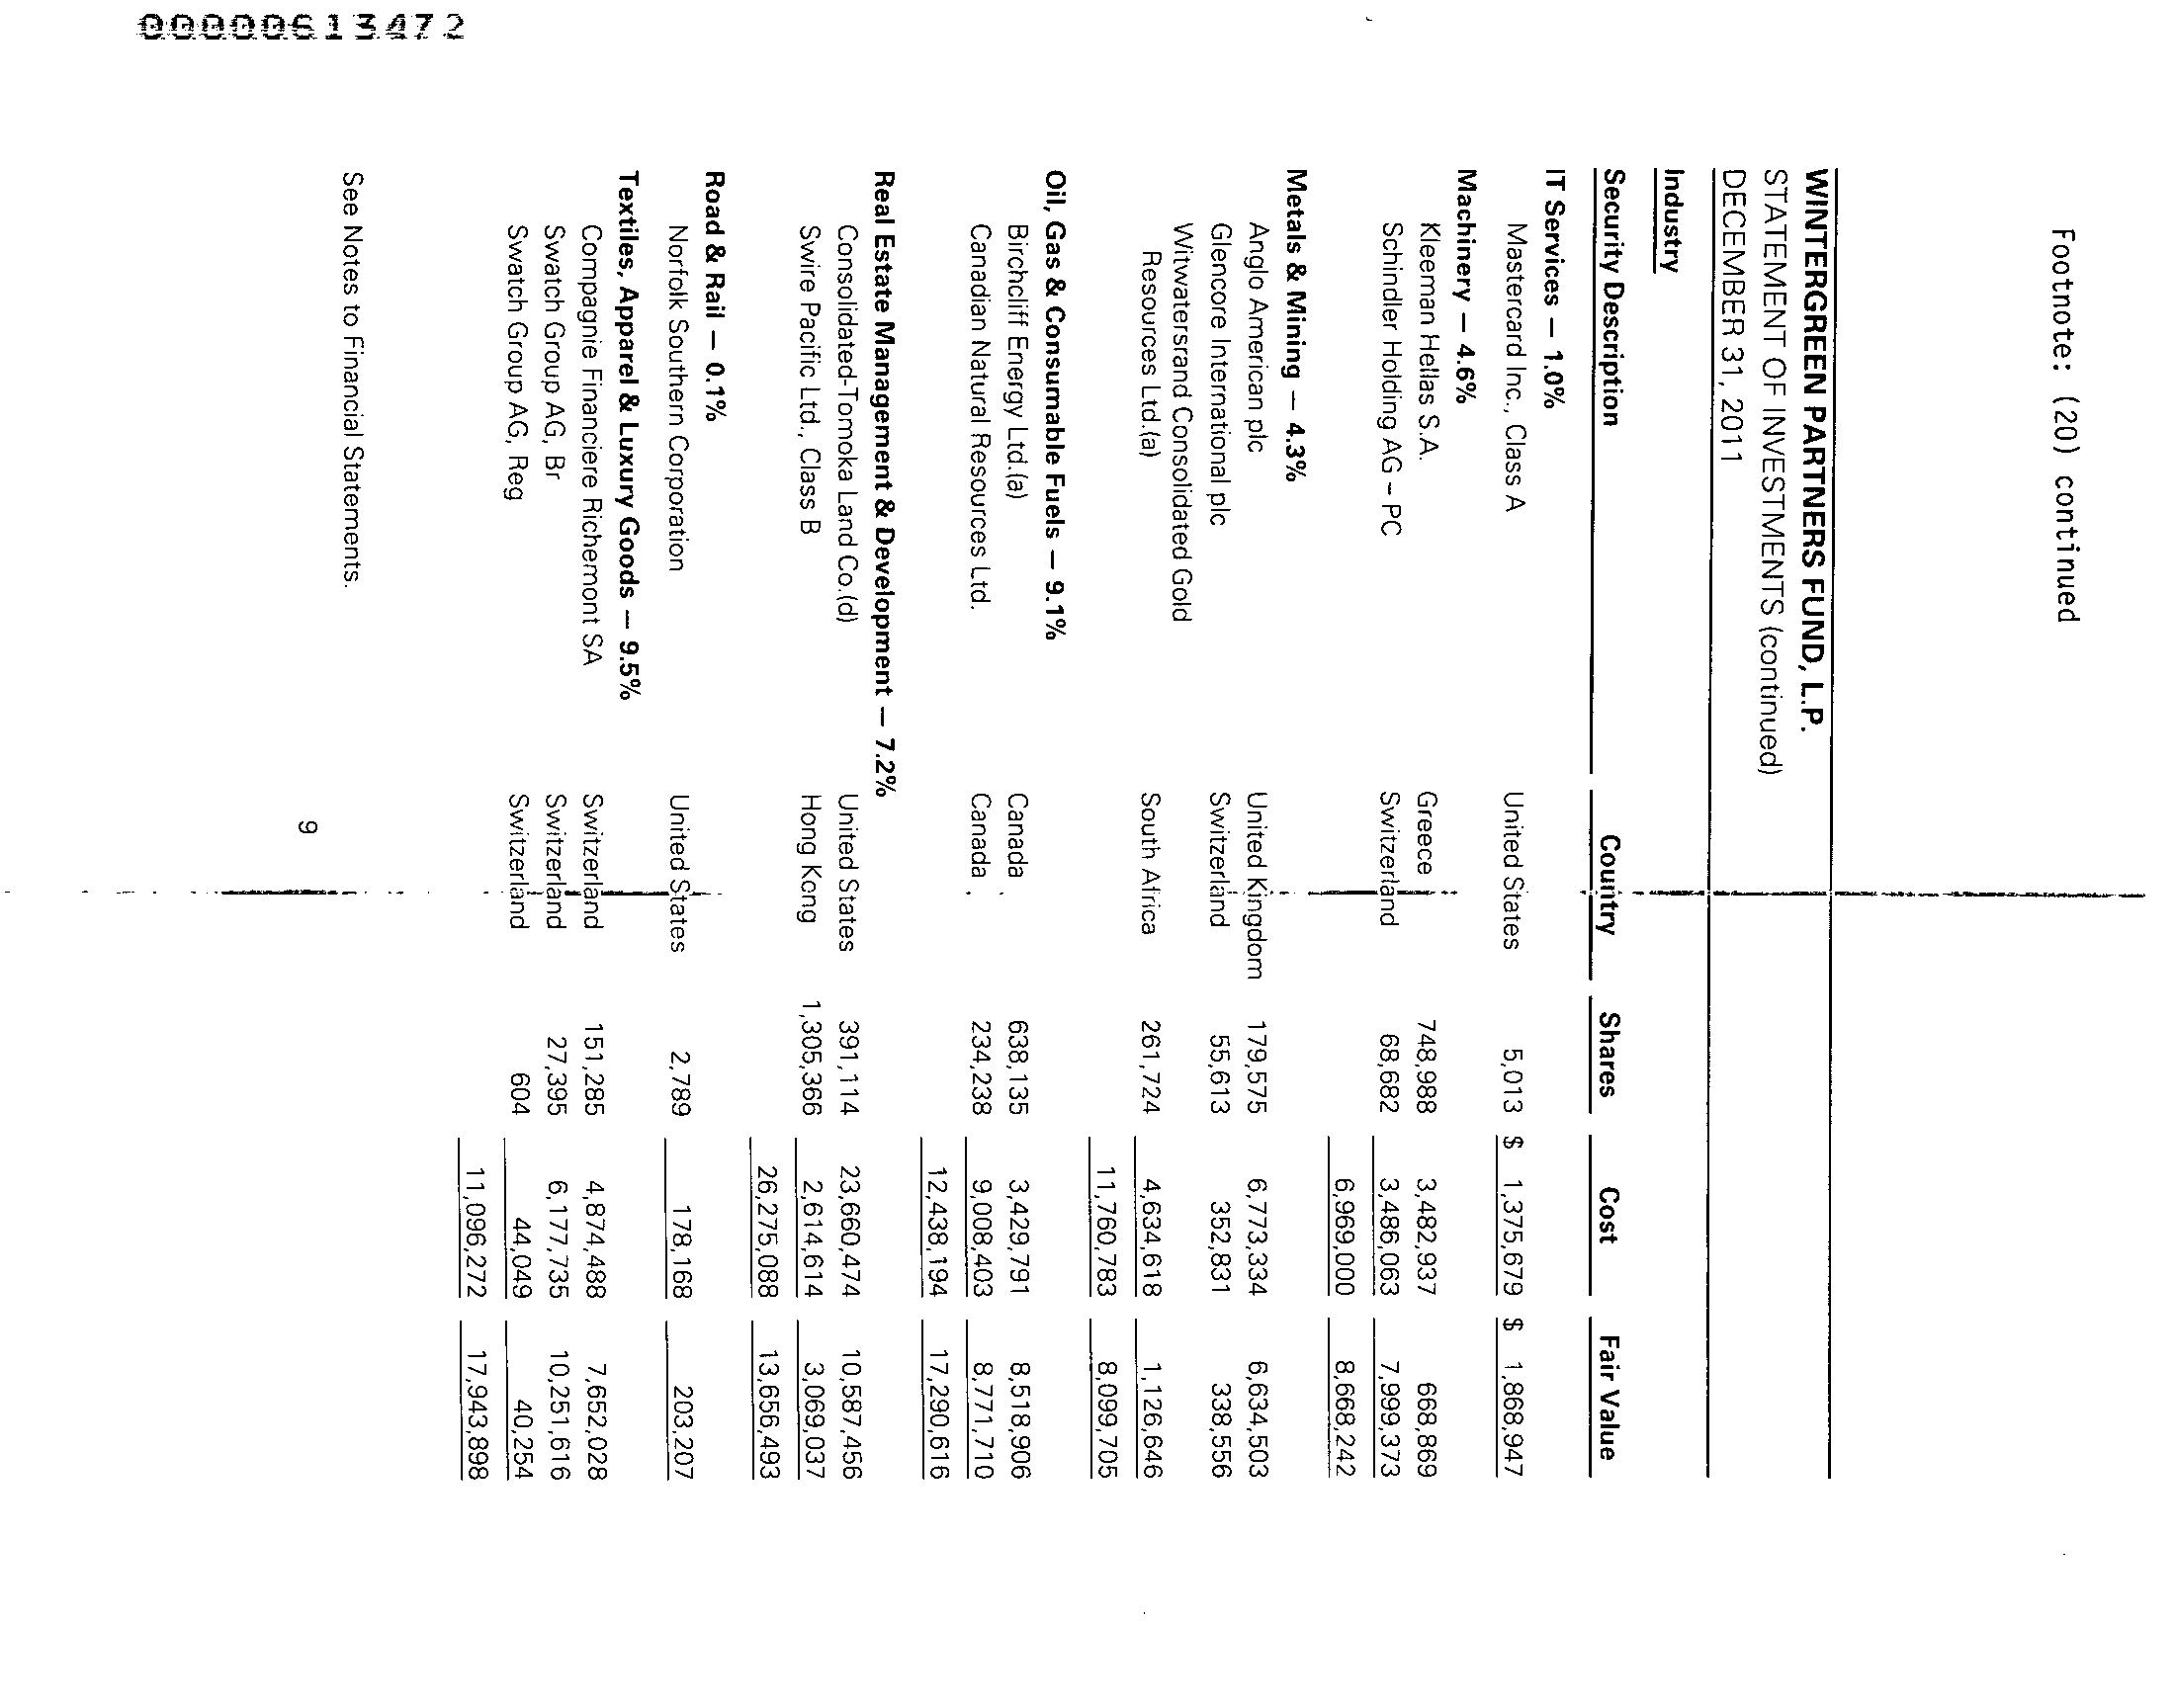 00000613472
Footnote: (20) continued
WINTERGREEN PARTNERS FUND, L.P.
STATEMENT OF INVESTMENTS (continued)
DECEMBER 31, 2011
Industry
Security Description Country Shares Cost Fair Value
IT Services — 1.0%
Mastercard Inc., Class A United States 5,013 $ 1,375,679 $ 1,868,947
Machinery — 4.6%
Kleeman Hellas S.A. Greece 748,988 3,482,937 668,869
Schindler Holding AG – PC Switzerland 68,682 3,486,063 7,999,373
6,969,000 8,668,242
Metals & Mining — 4.3%
Anglo American plc United Kingdom 179,575 6,773,334 6,634,503
Glencore International plc Switzerland 55,613 352,831 338,556
Witwatersrand Consolidated Gold
Resources Ltd.(a) South Africa 261,724 4,634,618 1,126,646
11,760,783 8,099,705
Oil, Gas & Consumable Fuels — 9.1%
Birchcliff Energy Ltd.(a) Canada 638,135 3,429,791 8,518,906
Canadian Natural Resources Ltd. Canada 234,238 9,008,403 8,771,710
12,438,194 17,290,616
Real Estate Management & Development — 7.2%
Consolidated-Tomoka Land Co.(d) United States 391,114 23,660,474 10,587,456
Swire Pacific Ltd., Class B Hong Kong 1,305,366 2,614,614 3,069,037
26,275,088 13,656,493
Road & Rail — 0.1%
Norfolk Southern Corporation United States 2,789 178,168 203,207
Textiles, Apparel & Luxury Goods — 9.5%
Compagnie Financiere Richemont SA Switzerland 151,285 4,874,488 7,652,028
Swatch Group AG, Br Switzerland 27,395 6,177,735 10,251,616
Swatch Group AG, Reg Switzerland 604 44,049 40,254
11,096,272 17,943,898
See Notes to Financial Statements.
9